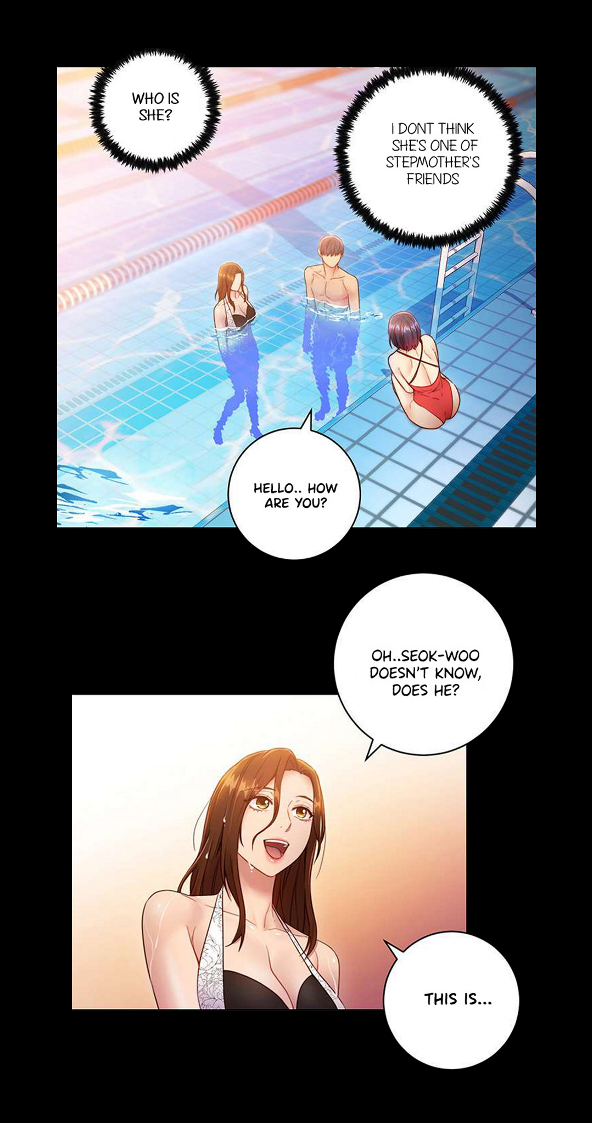 WHO IS
SHE?
I DONT THINK
SHE'S ONE OF
STEPMOTHER'S
FRIENDS
HELLO.. HOW
ARE YOU?
OH..SEOK-WOO
DOESN'T KNOW,
DOES HE?
THIS IS...